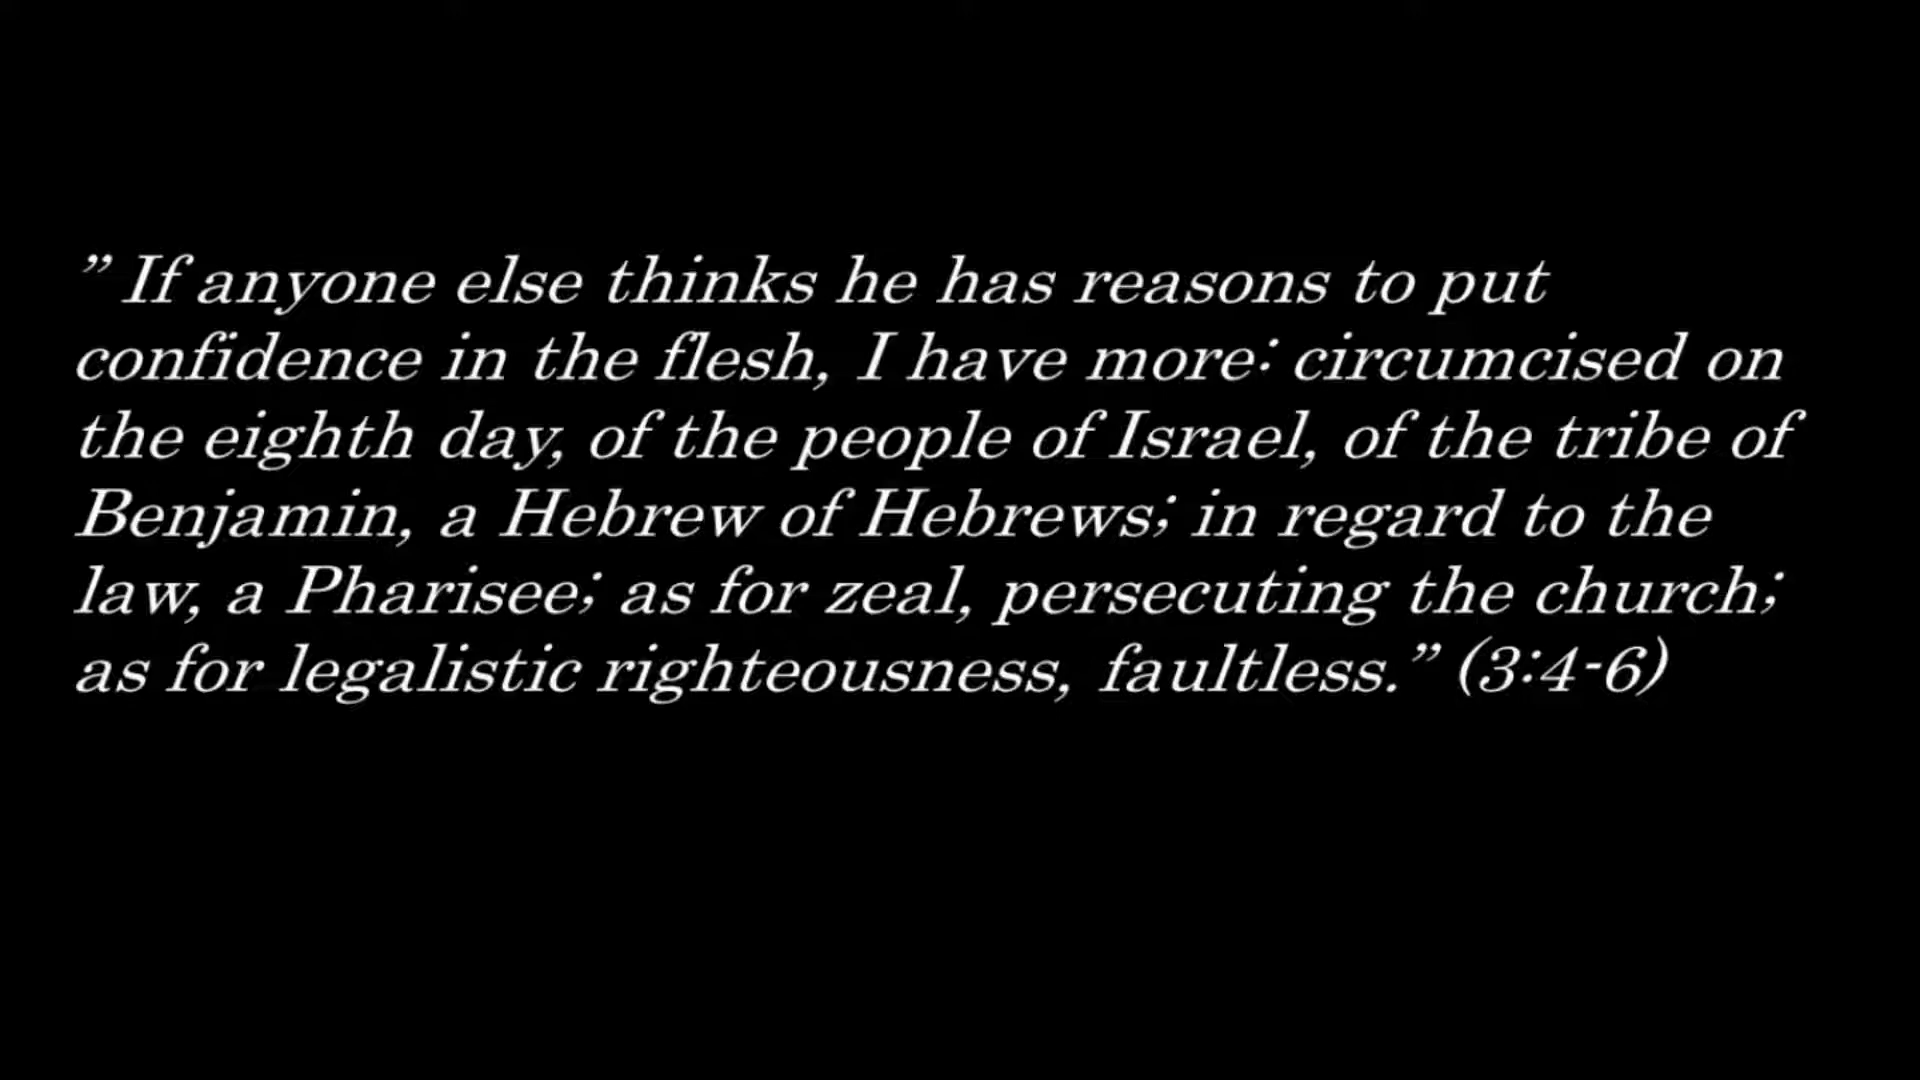 ” If anyone else thinks he has reasons to put
confidence in the flesh, I have more: circumcised on
the eighth day, of the people of Israel, of the tribe of
Benjamin, a Hebrew of Hebrews; in regard to the
law, a Pharisee; as for zeal, persecuting the church;
as for legalistic righteousness, faultless.” (3:4-6)